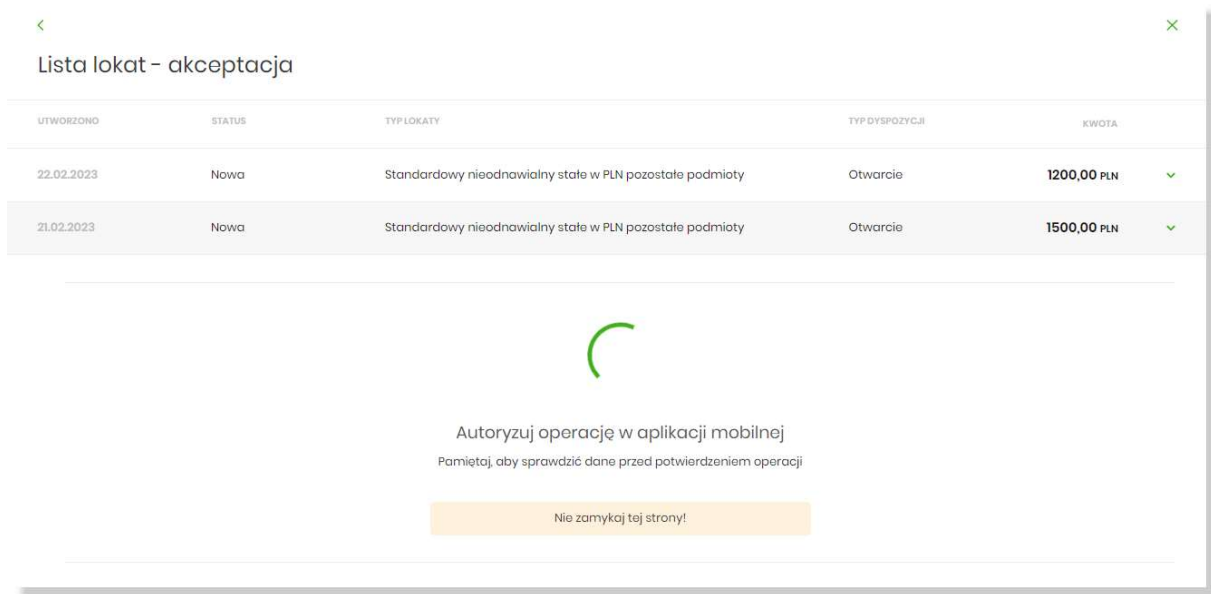 Lista lokat - akceptacja
UTWORZONO STATUS TYP LOKATY TYP DYSPOZYCJI KWOTA
22.02.2023 Nowa Standardowy nieodnawialny stałe w PLN pozostałe podmioty Otwarcie 1200,00 PLN
21.02.2023 Nowa Standardowy nieodnawialny stałe w PLN pozostałe podmioty Otwarcie 1500,00 PLN
Autoryzuj operację w aplikacji mobilnej
Pamiętaj, aby sprawdzić dane przed potwierdzeniem operacji
Nie zamykaj tej strony!